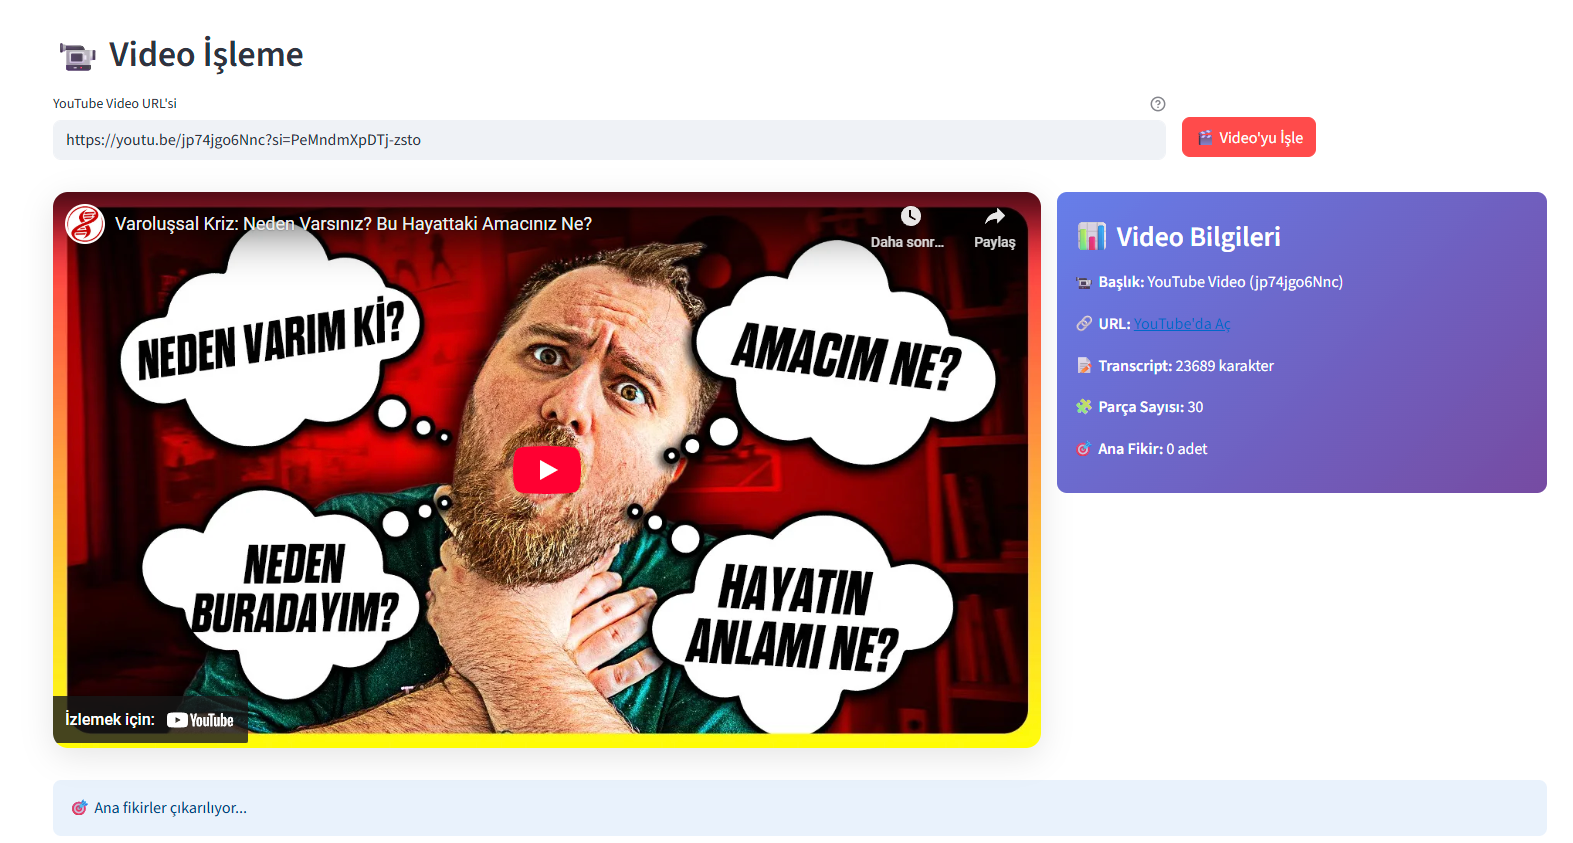 Video İşleme
YouTube Video URL'si
https://youtu.be/jp74jgo6Nnc?si=PeMndmXpDTj-zsto
Video'yu İşle
Varoluşsal Kriz: Neden Varsınız? Bu Hayattaki Amacınız Ne?
Daha sonr...
Paylaş
NEDEN VARIM Kİ?
AMACIM NE?
NEDEN
BURADAYIM?
HAYATIN
ANLAMI NE?
İzlemek için: YouTube
Video Bilgileri
Başlık: YouTube Video (jp74jgo6Nnc)
URL: YouTube'da Aç
Transcript: 23689 karakter
Parça Sayısı: 30
Ana Fikir: 0 adet
Ana fikirler çıkarılıyor...